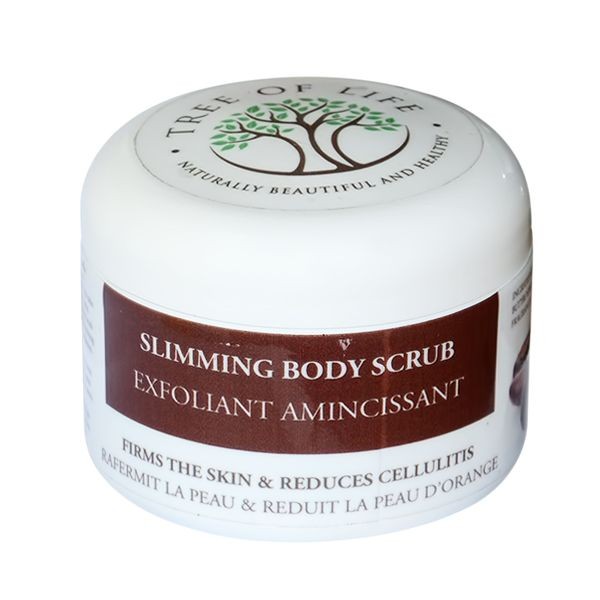 • TREE OF LIFE •
NATURALLY BEAUTIFUL AND HEALTHY
SLIMMING BODY SCRUB
EXFOLIANT AMINCISSANT
FIRMS THE SKIN & REDUCES CELLULITIS
RAFERMIT LA PEAU & REDUIT LA PEAU D'ORANGE